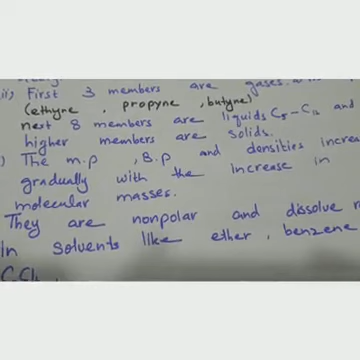 ii) First 3 members are gases
(ethyne , propyne , butyne)
next 8 members are liquids C5-C12 and
higher members are solids.
) The m.p , B.p and densities increa
gradually with the increase in
molecular masses.
They are nonpolar and dissolve r
In solvents like ether, benzene
CCl4.